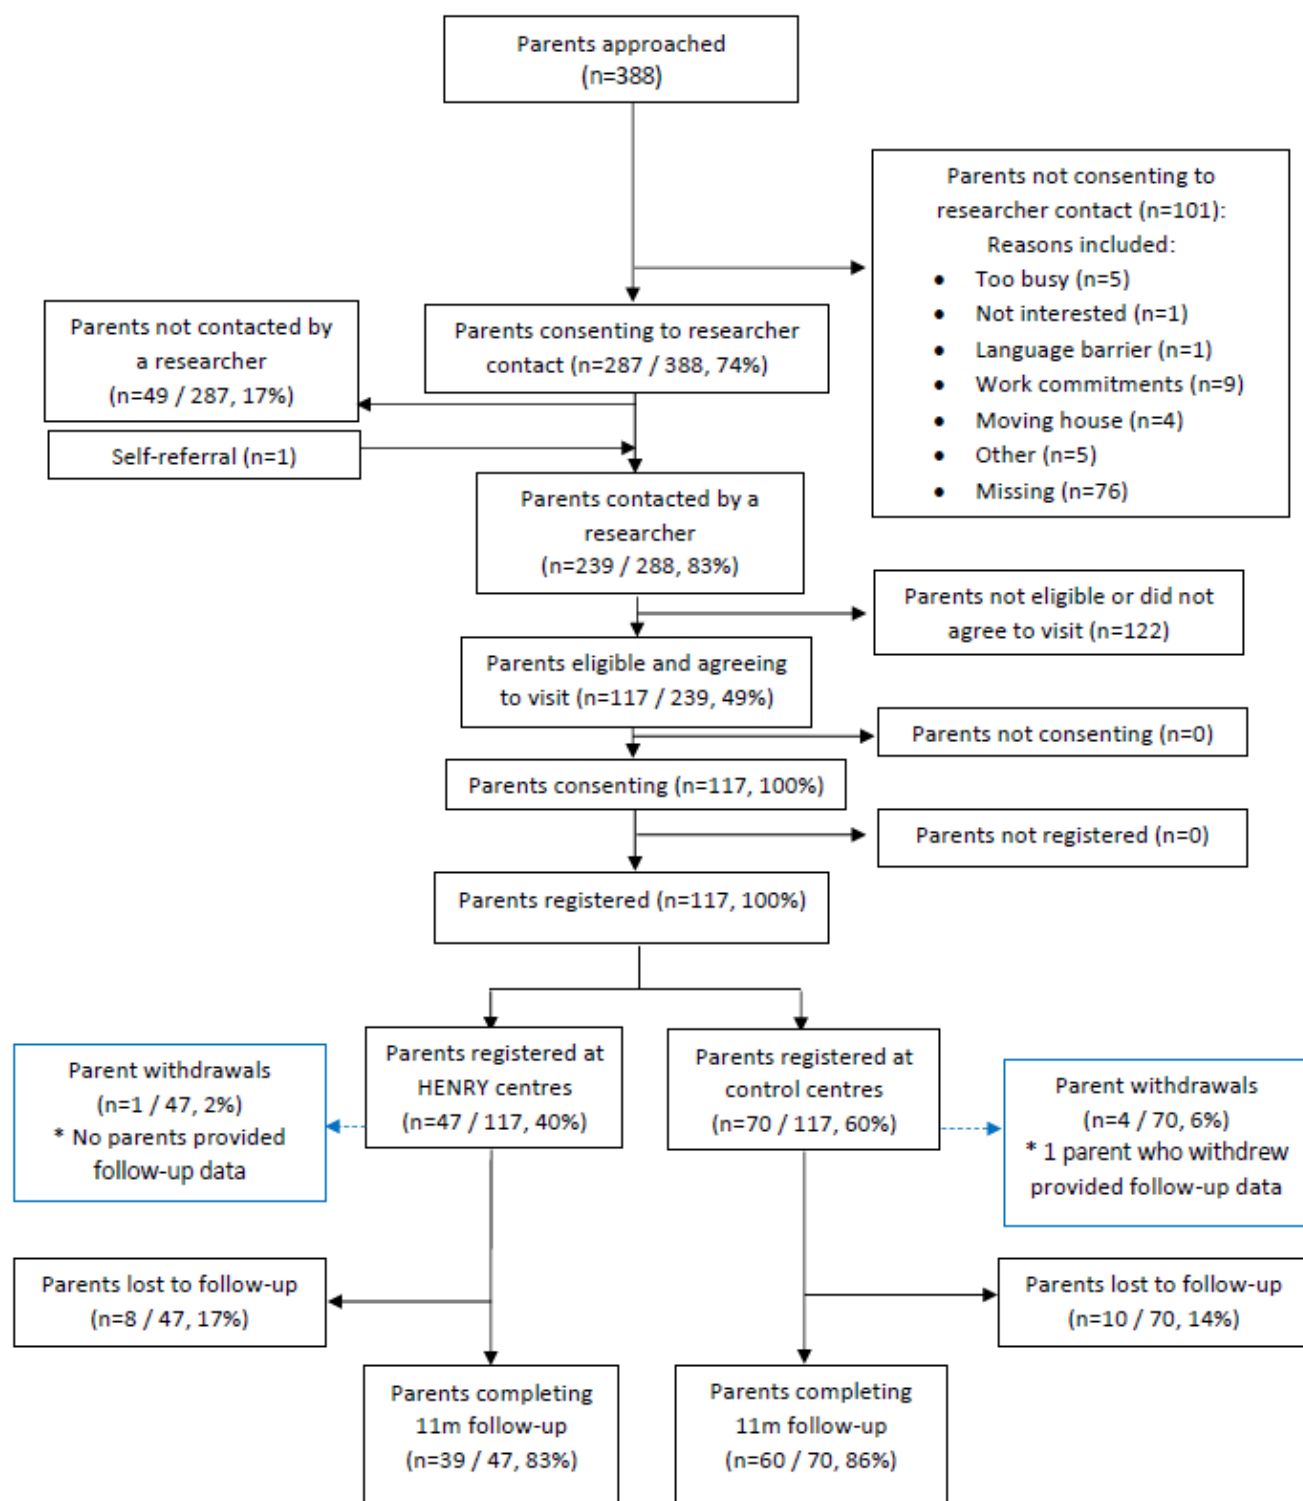 Parents approached
(n=388)
Parents not consenting to
researcher contact (n=101):
Reasons included:
• Too busy (n=5)
• Not interested (n=1)
• Language barrier (n=1)
• Work commitments (n=9)
• Moving house (n=4)
• Other (n=5)
• Missing (n=76)
Parents consenting to researcher
contact (n=287 / 388, 74%)
Parents not contacted by
a researcher
(n=49 / 287, 17%)
Self-referral (n=1)
Parents contacted by a
researcher
(n=239 / 288, 83%)
Parents not eligible or did not
agree to visit (n=122)
Parents eligible and agreeing
to visit (n=117 / 239, 49%)
Parents not consenting (n=0)
Parents consenting (n=117, 100%)
Parents not registered (n=0)
Parents registered (n=117, 100%)
Parents registered at
HENRY centres
(n=47 / 117, 40%)
Parents registered at
control centres
(n=70 / 117, 60%)
Parent withdrawals
(n=1 / 47, 2%)
* No parents provided
follow-up data
Parent withdrawals
(n=4 / 70, 6%)
* 1 parent who withdrew
provided follow-up data
Parents lost to follow-up
(n=8 / 47, 17%)
Parents lost to follow-up
(n=10 / 70, 14%)
Parents completing
11m follow-up
(n=39 / 47, 83%)
Parents completing
11m follow-up
(n=60 / 70, 86%)